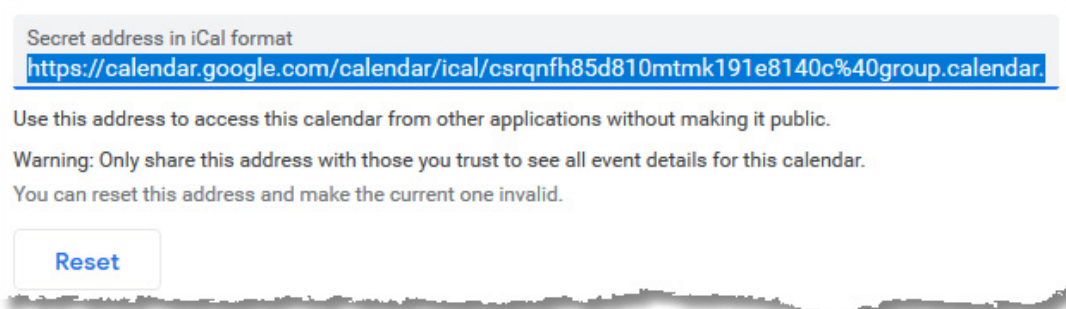 Secret address in iCal format
https://calendar.google.com/calendar/ical/csrqnfh85d810mtmk191e8140c%40group.calendar.
Use this address to access this calendar from other applications without making it public.
Warning: Only share this address with those you trust to see all event details for this calendar.
You can reset this address and make the current one invalid.
Reset